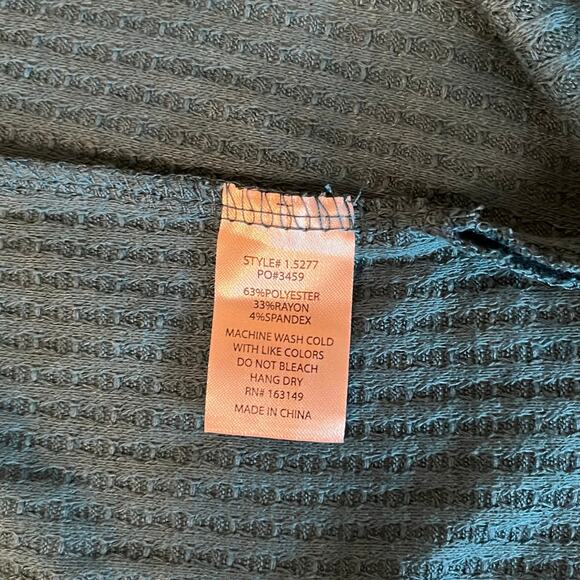 STYLE# 1.5277
PO#3459
63%POLYESTER
33%RAYON
4%SPANDEX
MACHINE WASH COLD
WITH LIKE COLORS
DO NOT BLEACH
HANG DRY
RN# 163149
MADE IN CHINA